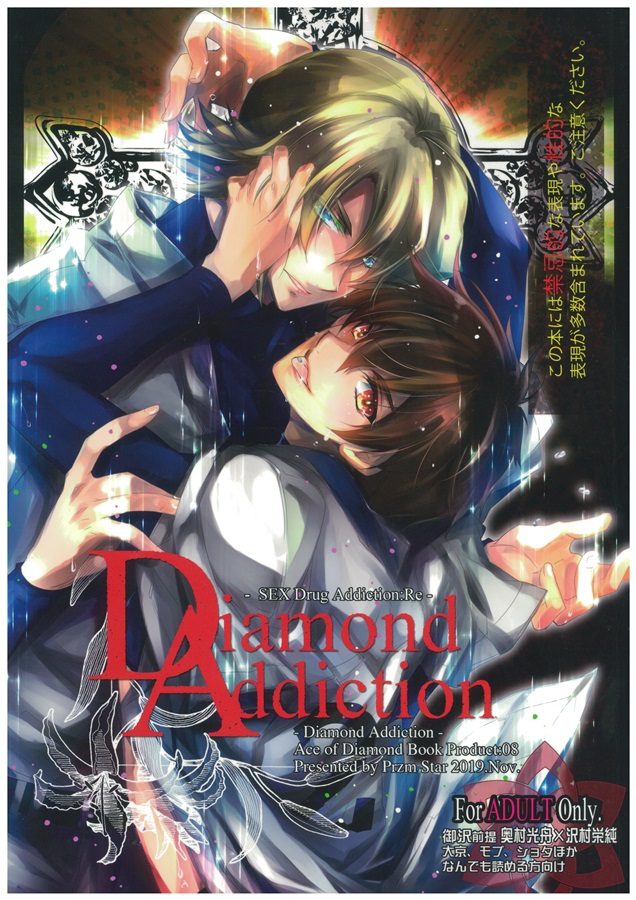 この本には禁忌的な表現や性的な
表現が多数含まれています。ご注意ください。
- SEX Drug Addiction:Re -
Diamond
Addiction
- Diamond Addiction -
Ace of Diamond Book Product:08
Presented by Przm.Star 2019.Nov.
For ADULT Only.
御沢前提 奥村光舟×沢村栄純
大京、モブ、ショタほか
なんでも読める方向け